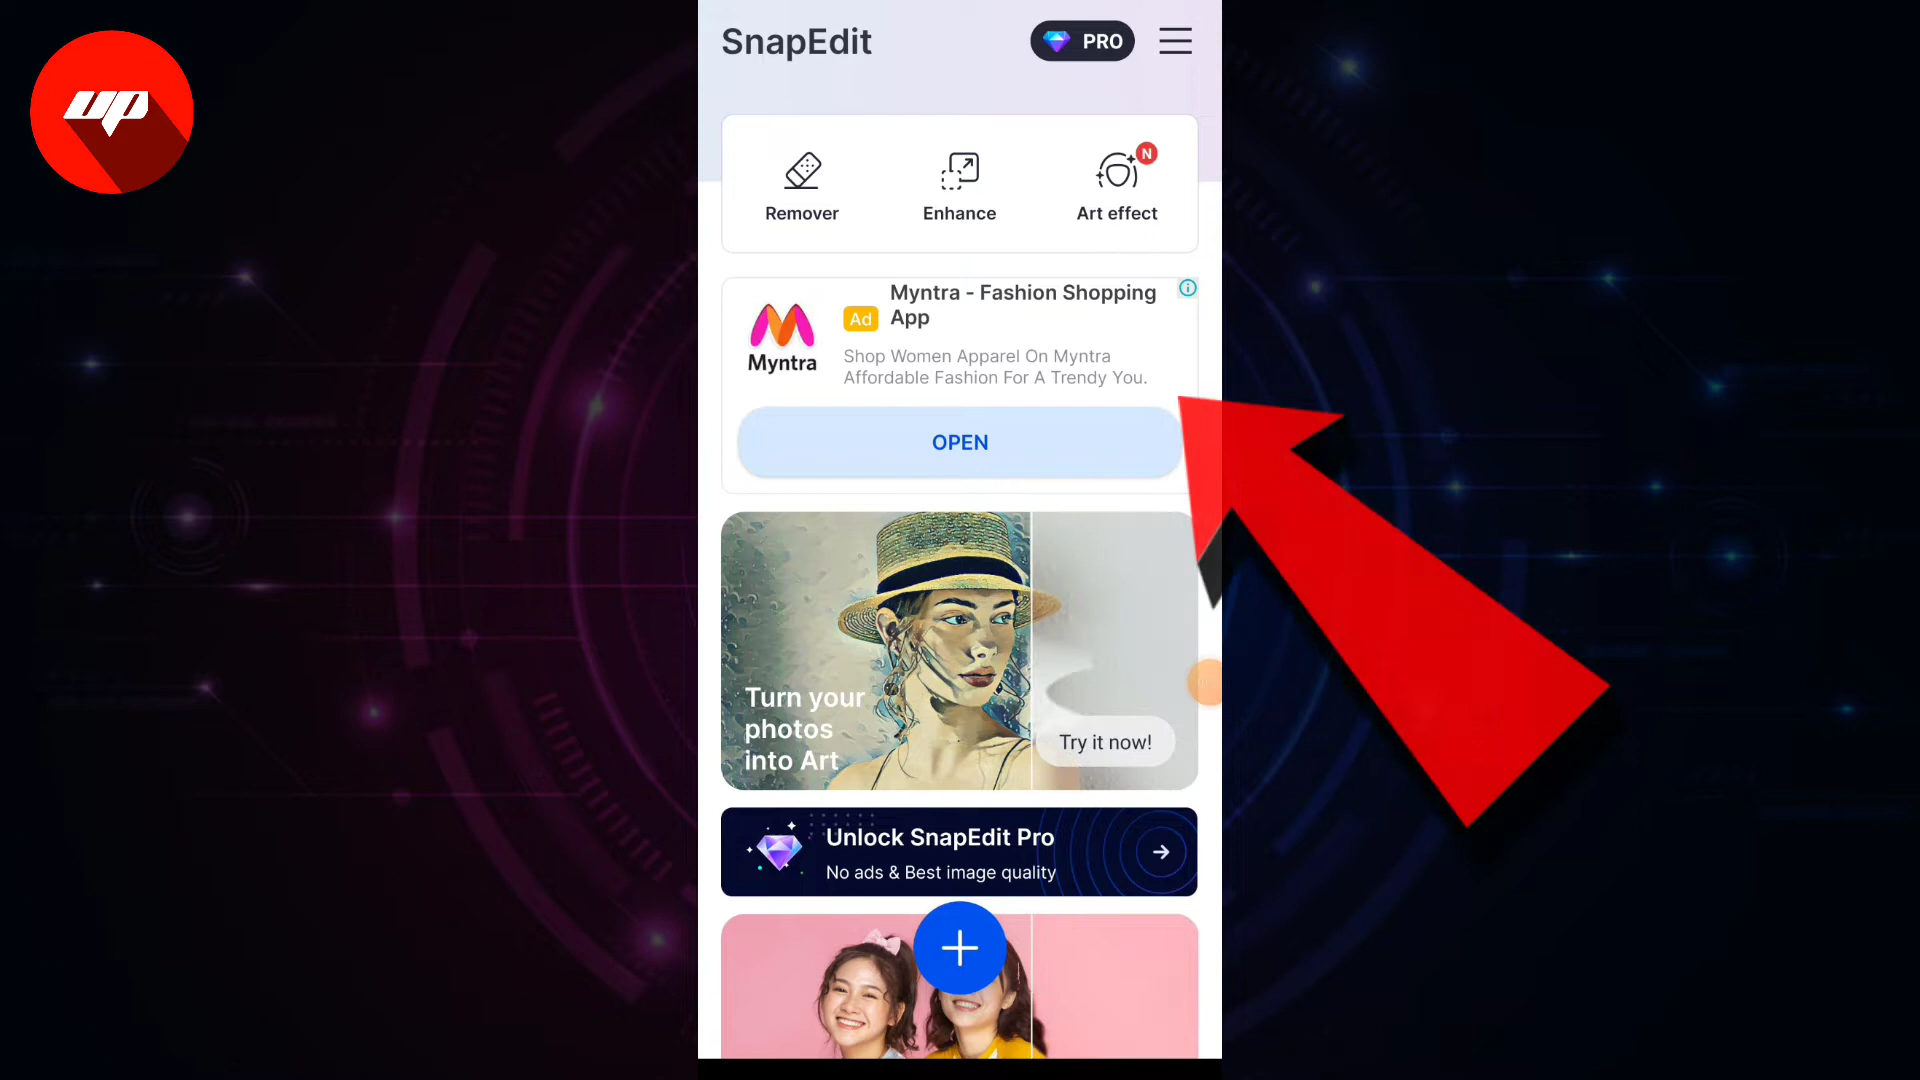 up
SnapEdit
PRO
Remover
Enhance
Art effect
N
Myntra - Fashion Shopping
App
Ad
Myntra
Shop Women Apparel On Myntra
Affordable Fashion For A Trendy You.
OPEN
Turn your
photos
into Art
Try it now!
Unlock SnapEdit Pro
No ads & Best image quality